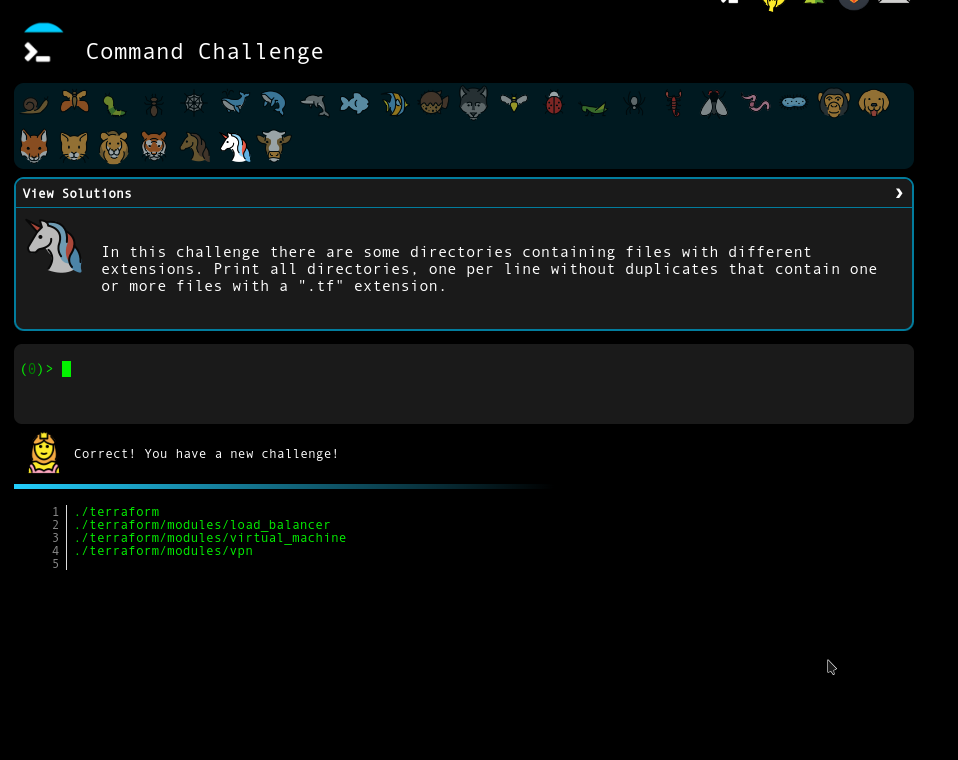 Command Challenge
View Solutions
In this challenge there are some directories containing files with different
extensions. Print all directories, one per line without duplicates that contain one
or more files with a ".tf" extension.
(0)>
Correct! You have a new challenge!
1 ./terraform
2 ./terraform/modules/load_balancer
3 ./terraform/modules/virtual_machine
4 ./terraform/modules/vpn
5